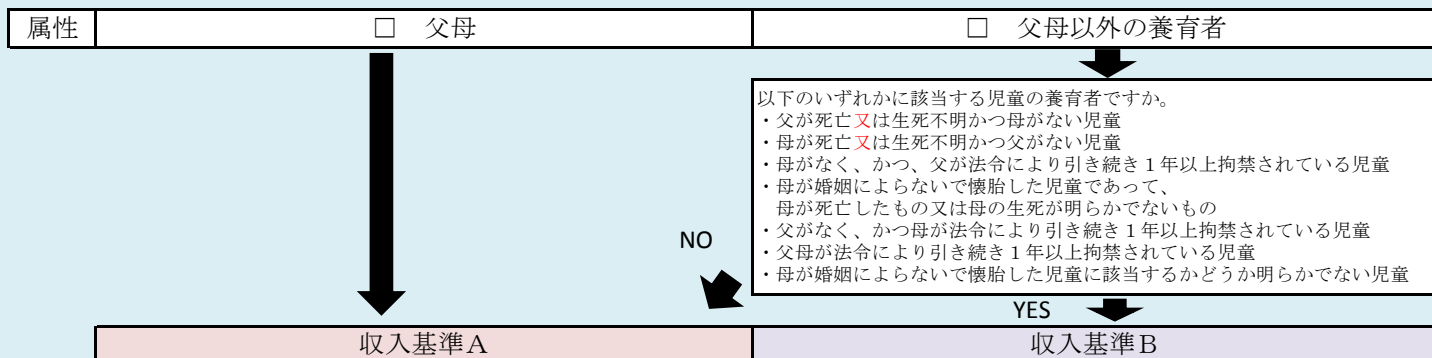 属性
□ 父母
□ 父母以外の養育者
以下のいずれかに該当する児童の養育者ですか。
・父が死亡又は生死不明かつ母がない児童
・母が死亡又は生死不明かつ父がない児童
・母がなく、かつ、父が法令により引き続き１年以上拘禁されている児童
・母が婚姻によらないで懐胎した児童であって、
母が死亡したもの又は母の生死が明らかでないもの
・父がなく、かつ母が法令により引き続き１年以上拘禁されている児童
・父母が法令により引き続き１年以上拘禁されている児童
・母が婚姻によらないで懐胎した児童に該当するかどうか明らかでない児童
NO
YES
収入基準Ａ
収入基準Ｂ